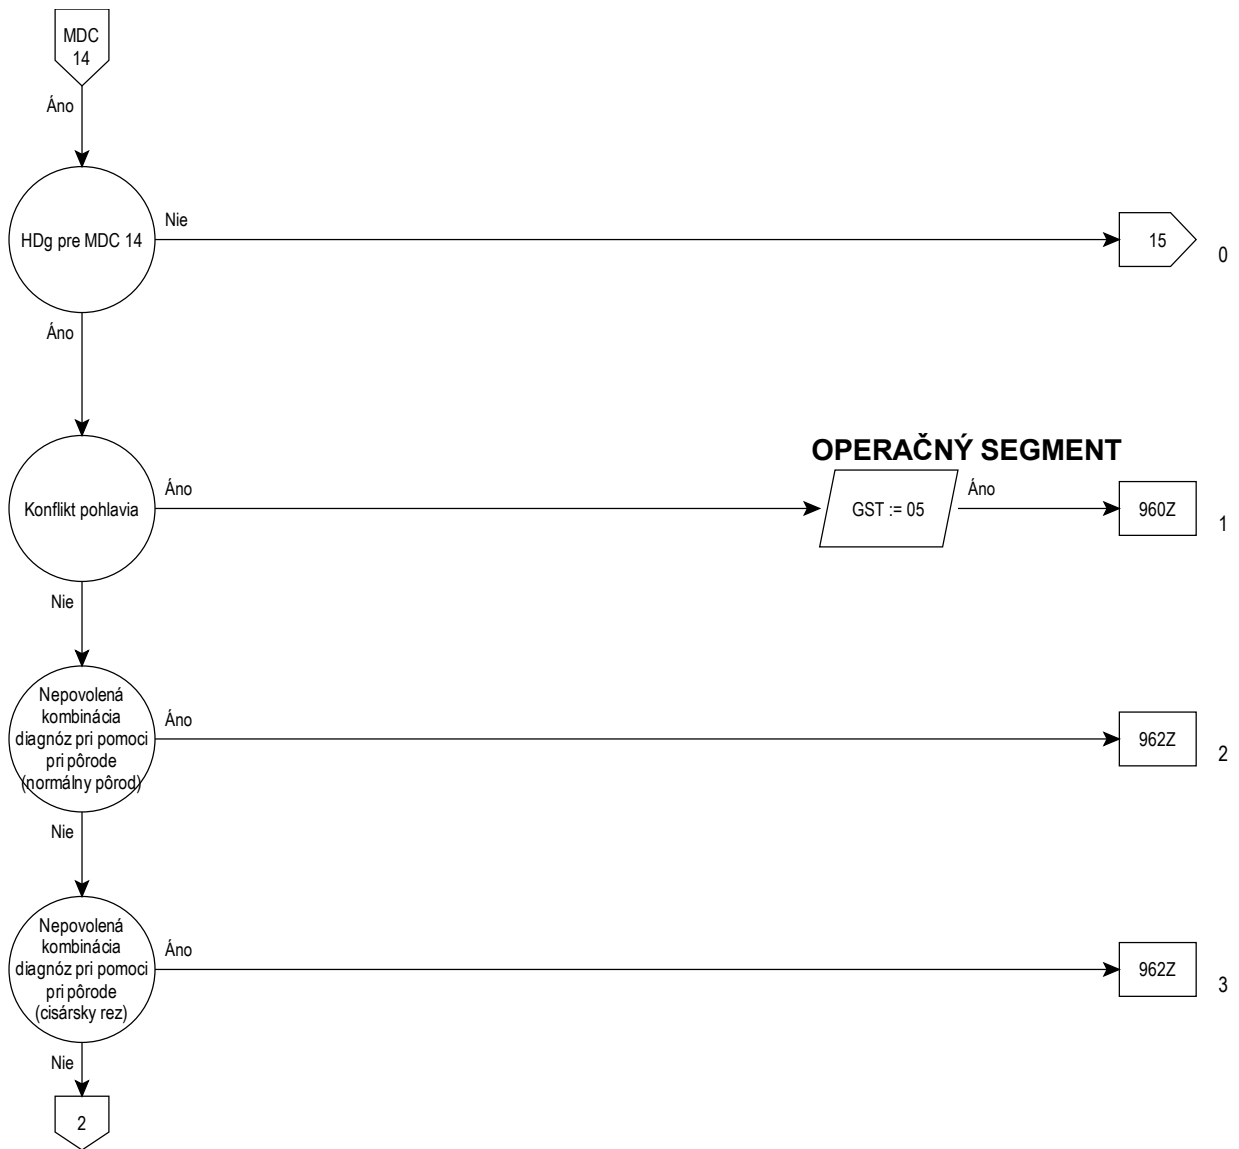 MDC
14
Áno
HDg pre MDC 14
Nie
15
0
Áno
OPERAČNÝ SEGMENT
Konflikt pohlavia
Áno
GST := 05
Áno
960Z
1
Nie
Nepovolená
kombinácia
diagnóz pri pomoci
pri pôrode
(normálny pôrod)
Áno
962Z
2
Nie
Nepovolená
kombinácia
diagnóz pri pomoci
pri pôrode
(cisársky rez)
Áno
962Z
3
Nie
2